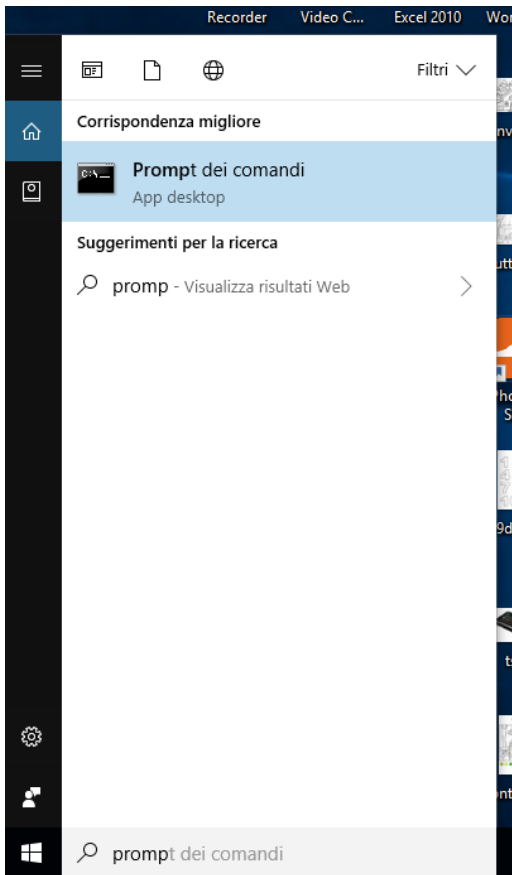 Recorder Video C... Excel 2010
Filtri
Corrispondenza migliore
C:\_
Prompt dei comandi
App desktop
Suggerimenti per la ricerca
promp - Visualizza risultati Web
prompt dei comandi